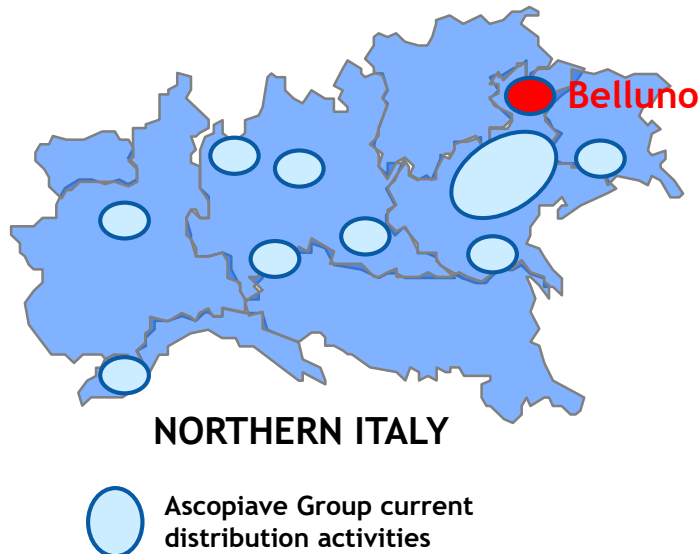 Belluno
NORTHERN ITALY
Ascopiave Group current
distribution activities